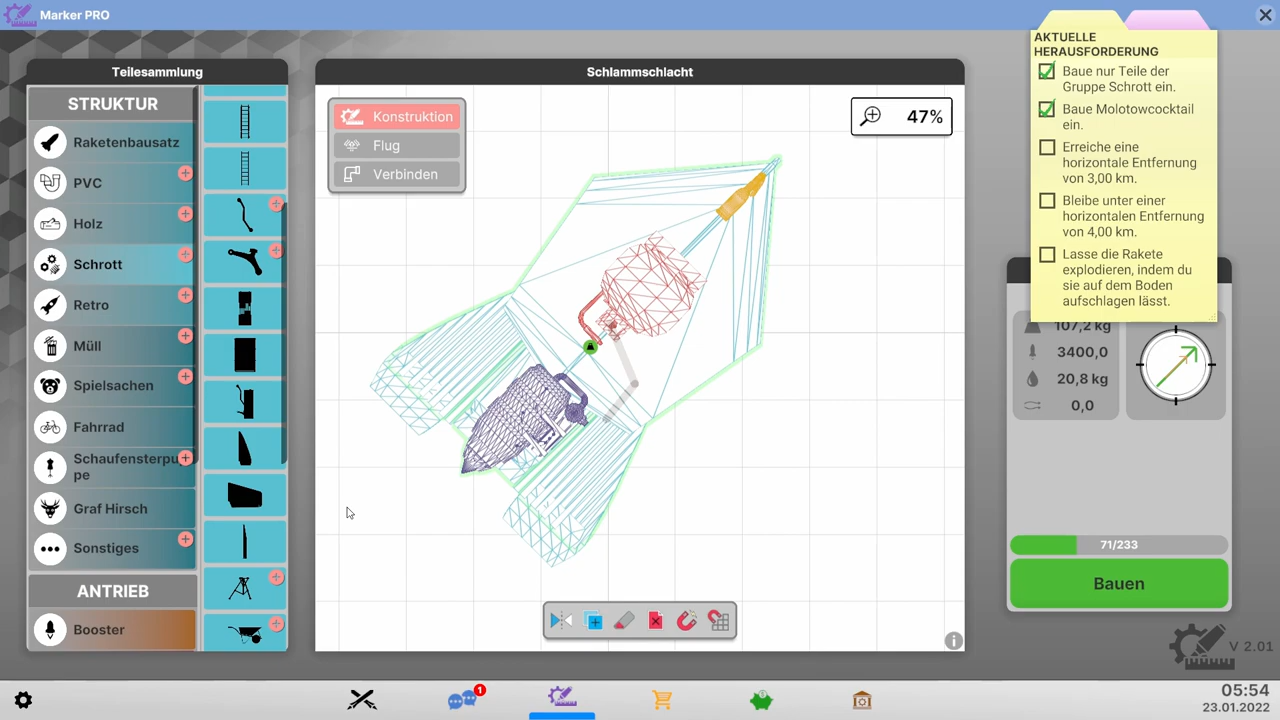 Marker PRO
Teilesammlung
STRUKTUR
Raketenbausatz
PVC
Holz
Schrott
Retro
Müll
Spielsachen
Fahrrad
Schaufensterpu
ppe
Graf Hirsch
Sonstiges
ANTRIEB
Booster
Schlammschlacht
Konstruktion
Flug
Verbinden
47%
AKTUELLE
HERAUSFORDERUNG
Baue nur Teile der
Gruppe Schrott ein.
Baue Molotowcocktail
ein.
Erreiche eine
horizontale Entfernung
von 3,00 km.
Bleibe unter einer
horizontalen Entfernung
von 4,00 km.
Lasse die Rakete
explodieren, indem du
sie auf dem Boden
aufschlagen lässt.
107,2 kg
3400,0
20,8 kg
0,0
71/233
Bauen
V 2.01
1
05:54
23.01.2022